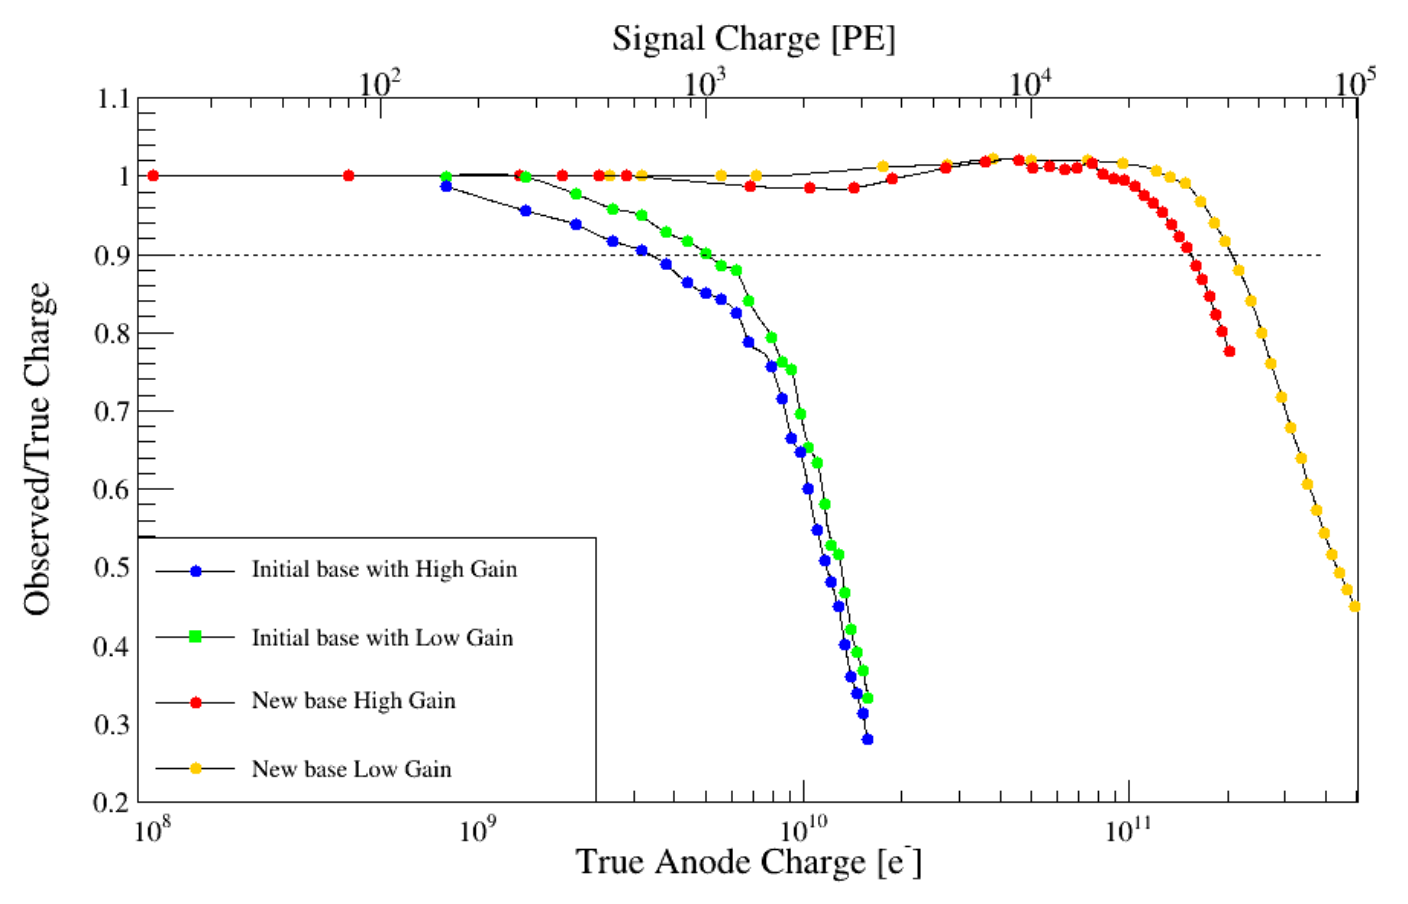 Signal Charge [PE]
10² 10³ 10⁴ 10⁵
1.1
1
0.9
0.8
0.7
0.6
0.5
0.4
0.3
0.2
Observed/True Charge
Initial base with High Gain
Initial base with Low Gain
New base High Gain
New base Low Gain
10⁸ 10⁹ 10¹⁰ 10¹¹
True Anode Charge [e⁻]